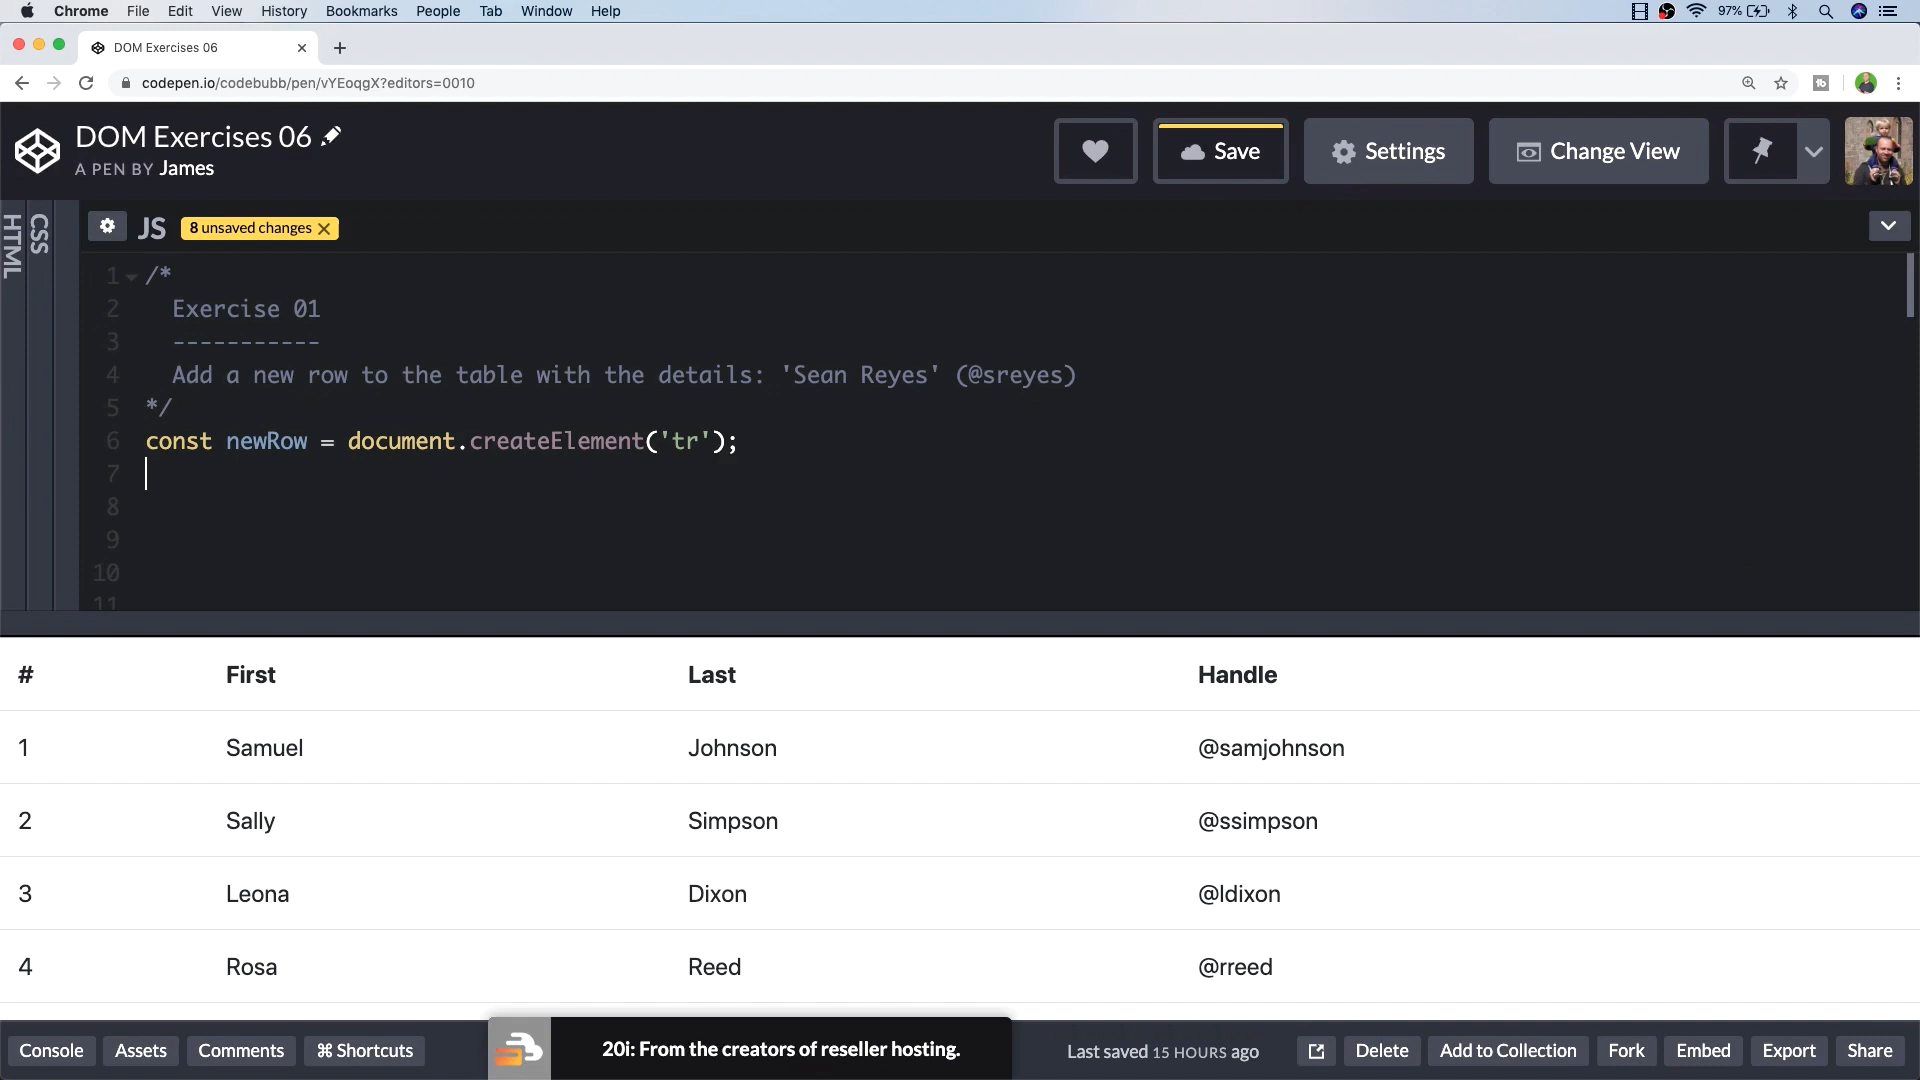 Chrome File Edit View History Bookmarks People Tab Window Help
97%
DOM Exercises 06
codepen.io/codebubb/pen/vYEoqgX?editors=0010
DOM Exercises 06
A PEN BY James
Save
Settings
Change View
HTML
CSS
JS
8 unsaved changes
1 /*
2 Exercise 01
3 -----------
4 Add a new row to the table with the details: 'Sean Reyes' (@sreyes)
5 */
6 const newRow = document.createElement('tr');
7
8
9
10
11
# First Last Handle
1 Samuel Johnson @samjohnson
2 Sally Simpson @ssimpson
3 Leona Dixon @ldixon
4 Rosa Reed @rreed
Console Assets Comments ⌘ Shortcuts
20i: From the creators of reseller hosting.
Last saved 15 HOURS ago
Delete Add to Collection Fork Embed Export Share